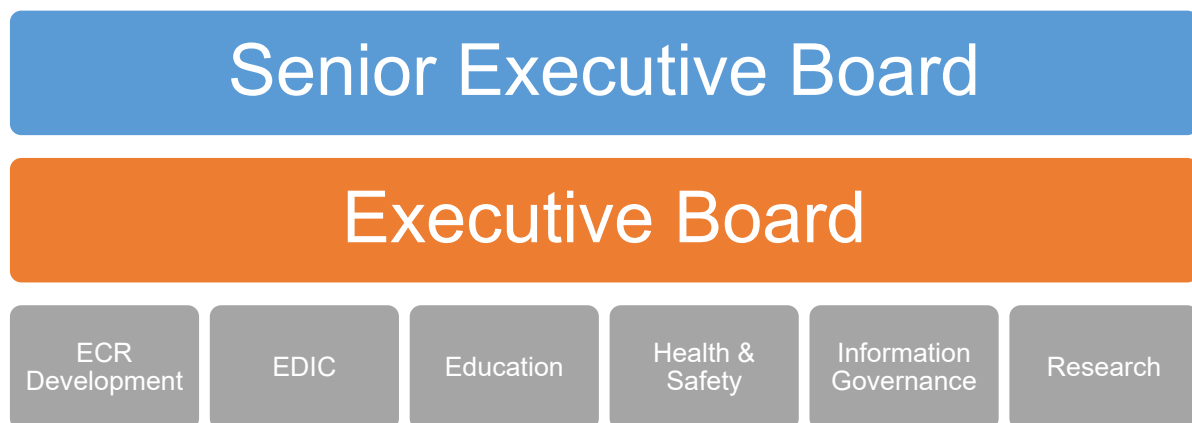 Senior Executive Board
Executive Board
ECR
Development
EDIC
Education
Health &
Safety
Information
Governance
Research